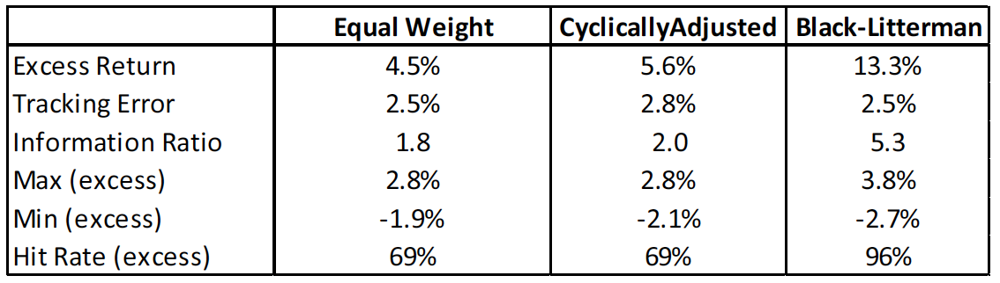 Equal Weight CyclicallyAdjusted Black-Litterman
Excess Return 4.5% 5.6% 13.3%
Tracking Error 2.5% 2.8% 2.5%
Information Ratio 1.8 2.0 5.3
Max (excess) 2.8% 2.8% 3.8%
Min (excess) -1.9% -2.1% -2.7%
Hit Rate (excess) 69% 69% 96%